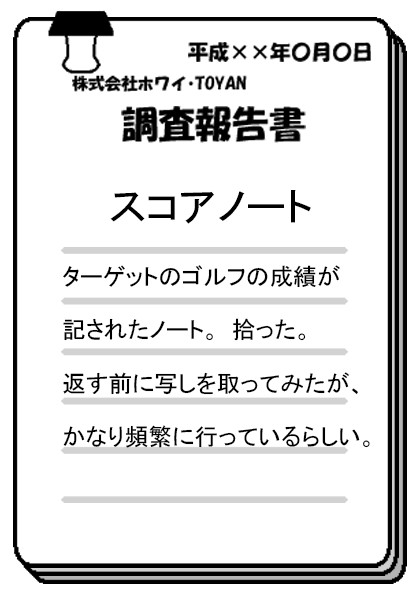 平成××年〇月〇日
株式会社ホワイ・TOYAN
調査報告書
スコアノート
ターゲットのゴルフの成績が
記されたノート。 拾った。
返す前に写しを取ってみたが、
かなり頻繁に行っているらしい。